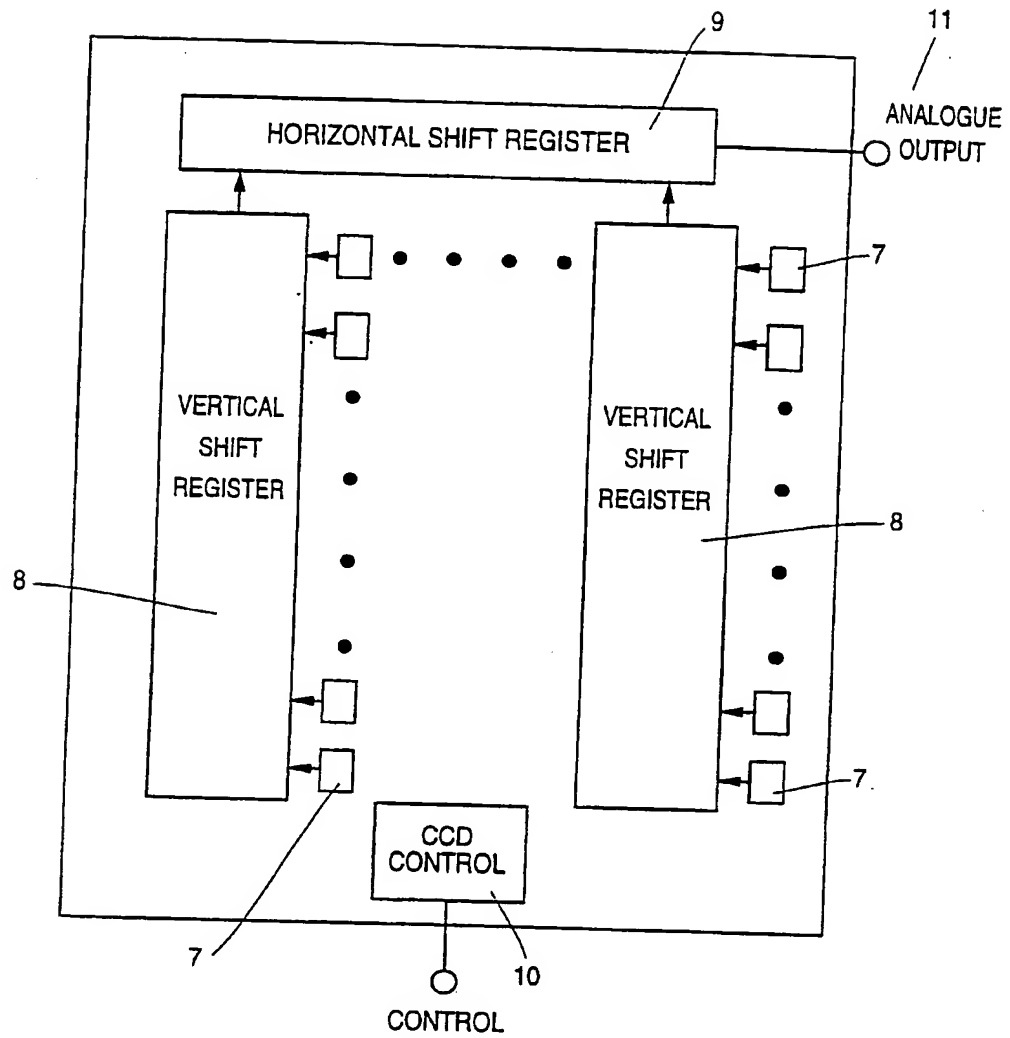 9
11
HORIZONTAL SHIFT REGISTER
ANALOGUE
OUTPUT
7
VERTICAL
SHIFT
REGISTER
VERTICAL
SHIFT
REGISTER
8
8
7
CCD
CONTROL
7
10
CONTROL